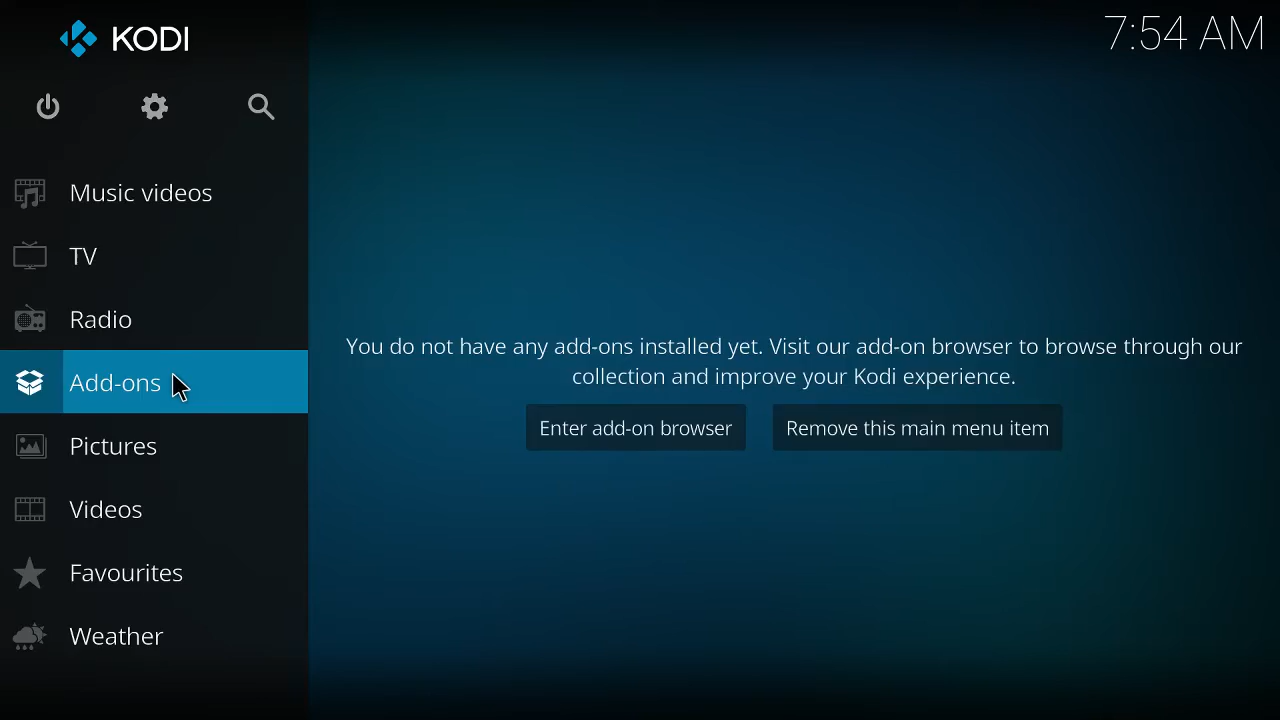 KODI
7:54 AM
Music videos
TV
Radio
Add-ons
Pictures
Videos
Favourites
Weather
You do not have any add-ons installed yet. Visit our add-on browser to browse through our
collection and improve your Kodi experience.
Enter add-on browser
Remove this main menu item